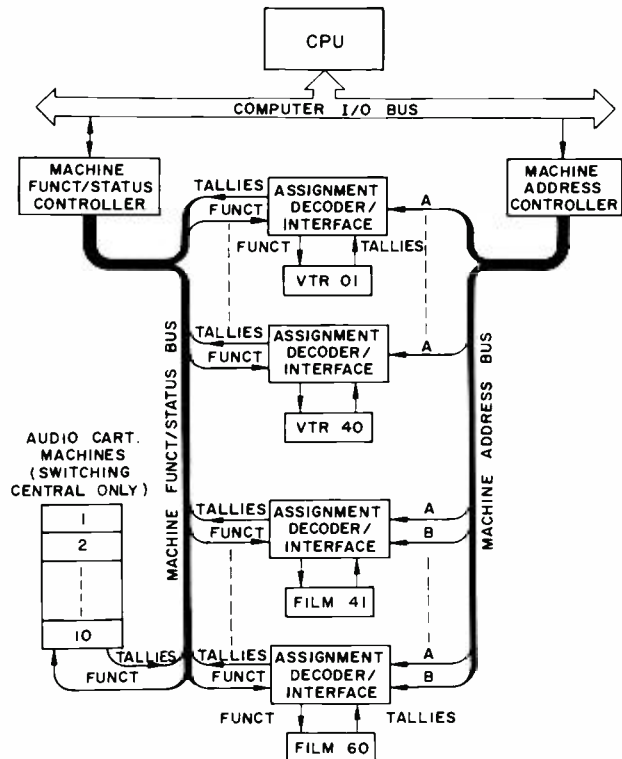 CPU
COMPUTER I/O BUS
MACHINE
FUNCT/STATUS
CONTROLLER
MACHINE
ADDRESS
CONTROLLER
TALLIES
FUNCT
ASSIGNMENT
DECODER/
INTERFACE
A
FUNCT
TALLIES
VTR 01
TALLIES
FUNCT
ASSIGNMENT
DECODER/
INTERFACE
A
VTR 40
MACHINE FUNCT/STATUS BUS
MACHINE ADDRESS BUS
AUDIO CART.
MACHINES
(SWITCHING
CENTRAL ONLY)
1
2
10
TALLIES
FUNCT
TALLIES
FUNCT
ASSIGNMENT
DECODER/
INTERFACE
A
B
FILM 41
TALLIES
FUNCT
ASSIGNMENT
DECODER/
INTERFACE
A
B
FUNCT
TALLIES
FILM 60